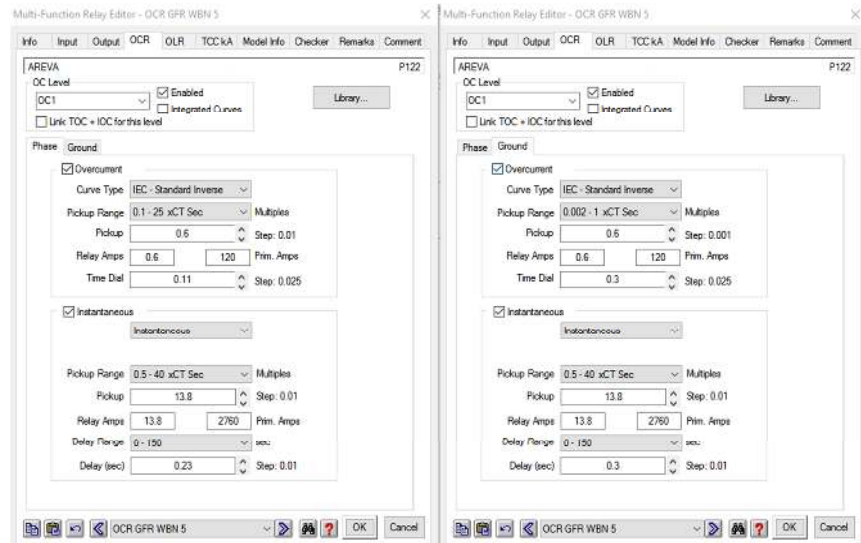 Multi-Function Relay Editor - OCR GFR WBN 5
Info Input Output OCR OLR TCC kA Model Info Checker Remarks Comment
AREVA P122
OC Level
OC1
Enabled
Integrated Curves
Library...
Link TOC + IOC for this level
Phase Ground
Overcurrent
Curve Type IEC - Standard Inverse
Pickup Range 0.1 - 25 xCT Sec Multiples
Pickup 0.6 Step: 0.01
Relay Amps 0.6 120 Prim. Amps
Time Dial 0.11 Step: 0.025
Instantaneous
Instantaneous
Pickup Range 0.5 - 40 xCT Sec Multiples
Pickup 13.8 Step: 0.01
Relay Amps 13.8 2760 Prim. Amps
Delay Range 0 - 150 sec
Delay (sec) 0.23 Step: 0.01
OCR GFR WBN 5 ? OK Cancel
Multi-Function Relay Editor - OCR GFR WBN 5
Info Input Output OCR OLR TCC kA Model Info Checker Remarks Comment
AREVA P122
OC Level
OC1
Enabled
Integrated Curves
Library...
Link TOC + IOC for this level
Phase Ground
Overcurrent
Curve Type IEC - Standard Inverse
Pickup Range 0.002 - 1 xCT Sec Multiples
Pickup 0.6 Step: 0.001
Relay Amps 0.6 120 Prim. Amps
Time Dial 0.3 Step: 0.025
Instantaneous
Instantaneous
Pickup Range 0.5 - 40 xCT Sec Multiples
Pickup 13.8 Step: 0.01
Relay Amps 13.8 2760 Prim. Amps
Delay Range 0 - 150 sec
Delay (sec) 0.3 Step: 0.01
OCR GFR WBN 5 ? OK Cancel